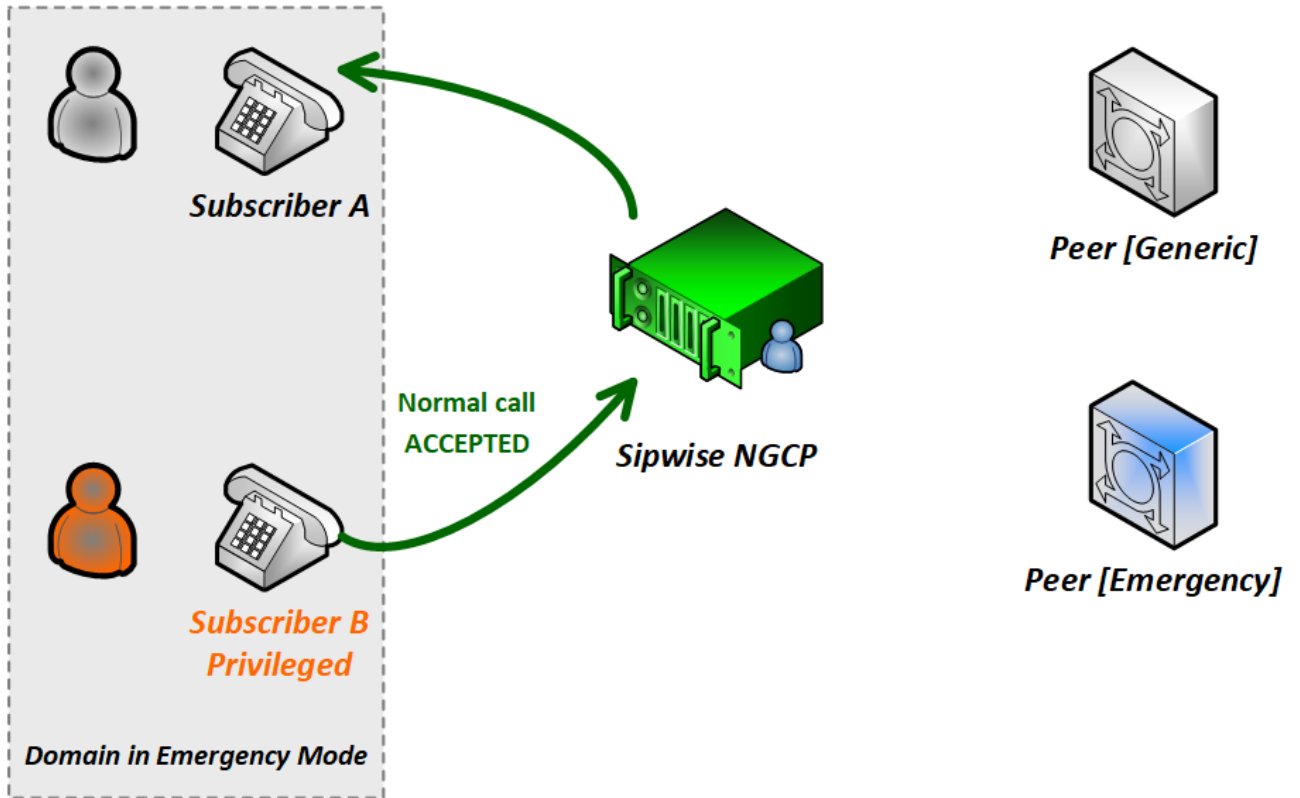 Subscriber A
Peer [Generic]
Normal call
ACCEPTED
Sipwise NGCP
Peer [Emergency]
Subscriber B
Privileged
Domain in Emergency Mode